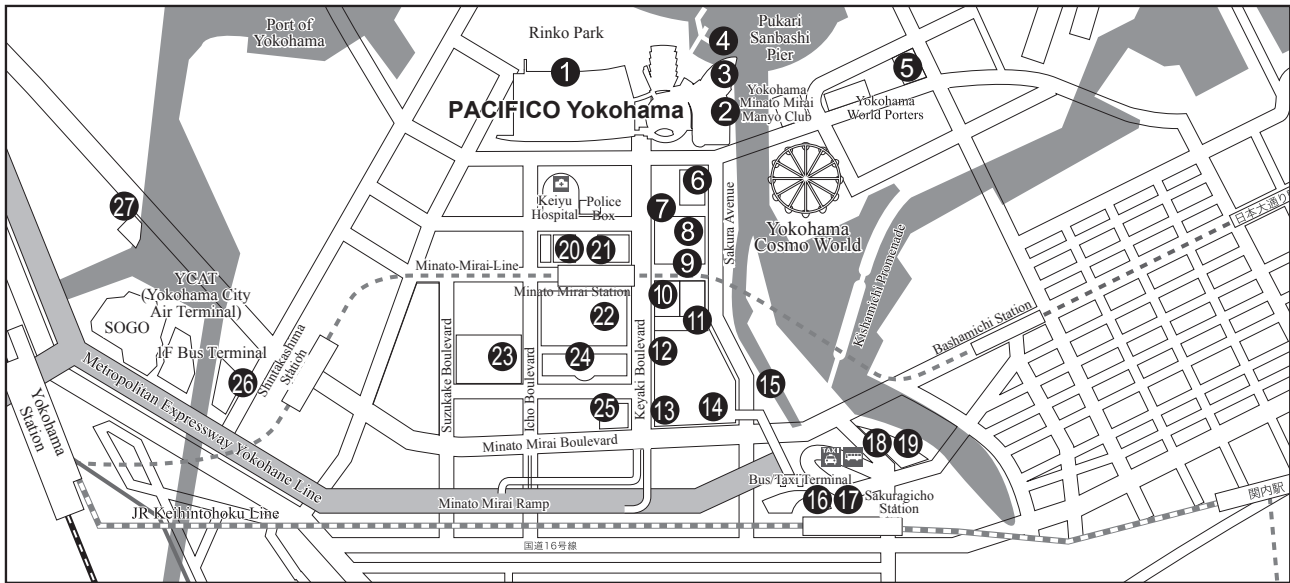 Port of
Yokohama
Rinko Park
4
Pukari
Sanbashi
Pier
1
3
5
PACIFICO Yokohama
2
Yokohama
Minato Mirai
Manyo Club
Yokohama
World Porters
6
Keiyu
Hospital
Police
Box
7
Sakura Avenue
27
8
Yokohama
Cosmo World
日本大通り
20
21
9
YCAT
(Yokohama City
Air Terminal)
Minato-Mirai-Line
Minato Mirai Station
Kishamichi Promenade
10
SOGO
22
11
Bashamichi Station
IF Bus Terminal
Shintakashima
Station
Suzukake Boulevard
23
Icho Boulevard
24
Keyaki Boulevard
12
26
15
Metropolitan Expressway Yokohane Line
Yokohama
Station
25
13
14
Minato Mirai Boulevard
18
19
TAXI
Bus/Taxi Terminal
16
17
Sakuragicho
Station
関内駅
Minato Mirai Ramp
JR Keihintohoku Line
国道16号線